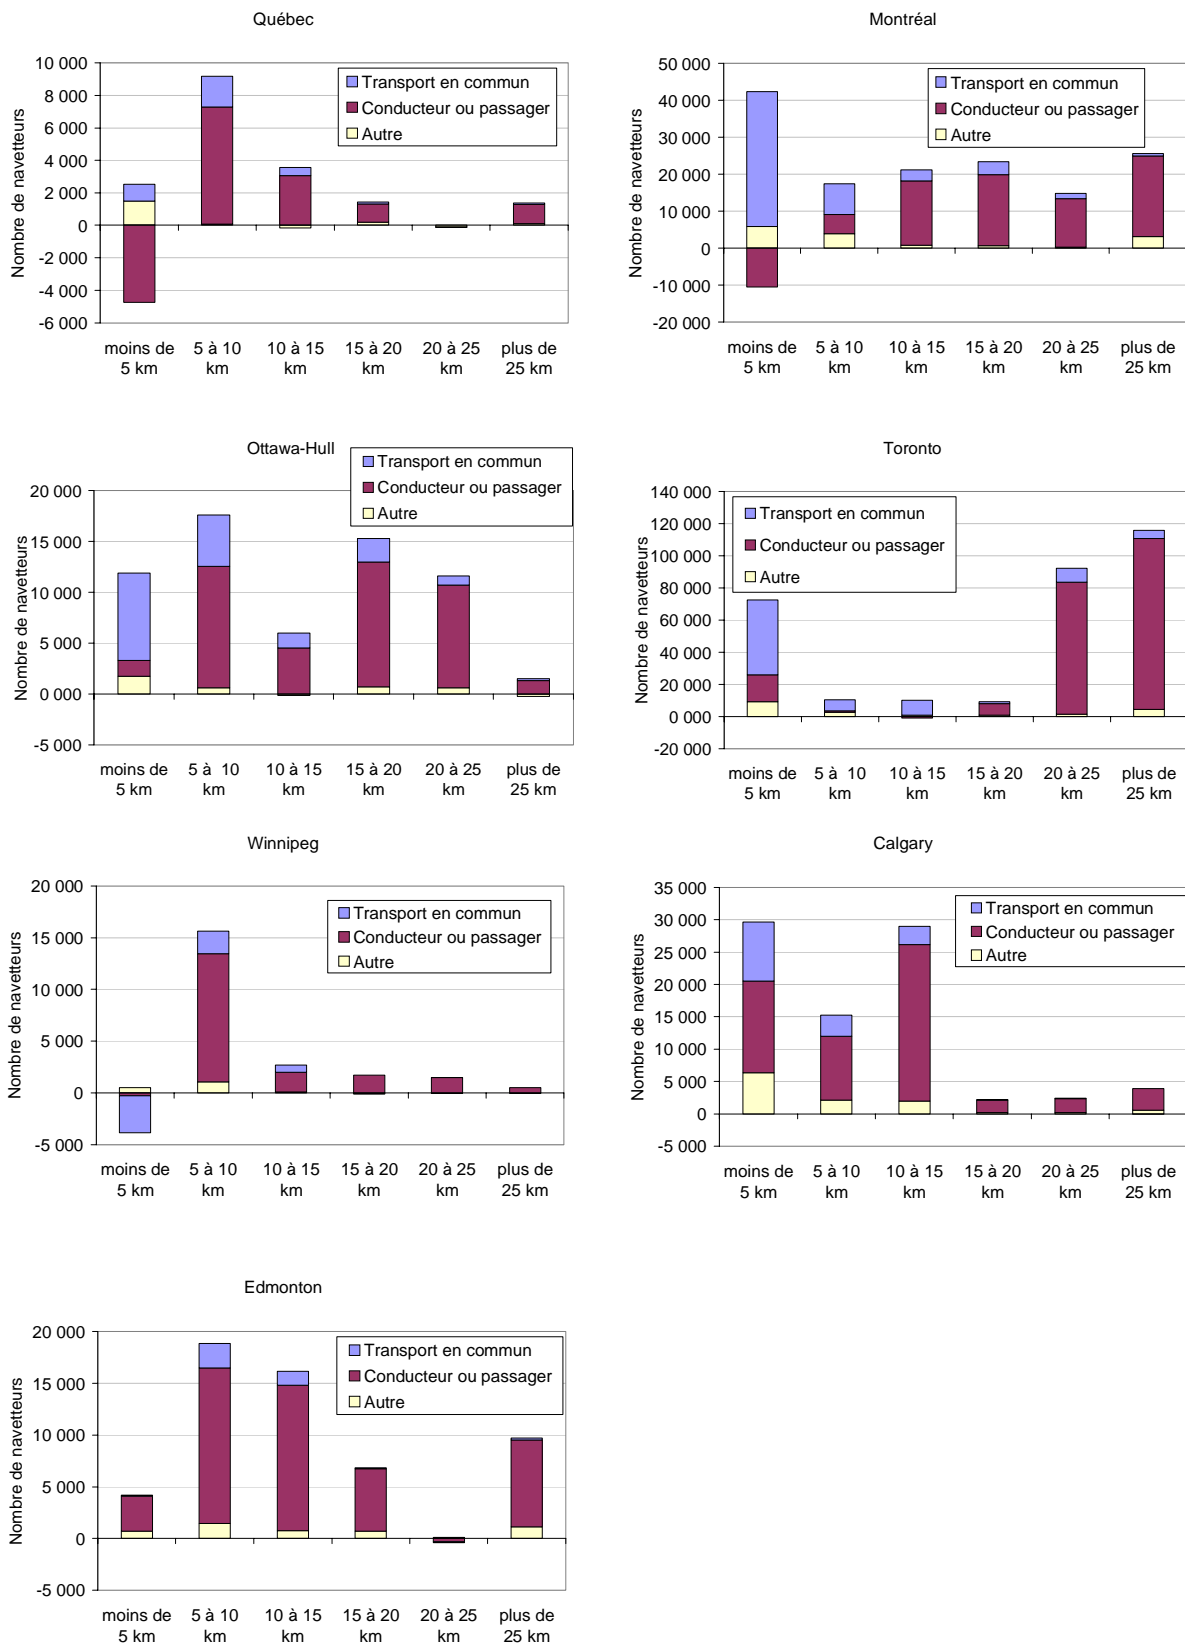 Québec
Nombre de navetteurs
10 000
8 000
6 000
4 000
2 000
0
-2 000
-4 000
-6 000
Transport en commun
Conducteur ou passager
Autre
moins de 5 à 10 10 à 15 15 à 20 20 à 25 plus de
5 km km km km km 25 km
Montréal
Nombre de navetteurs
50 000
40 000
30 000
20 000
10 000
0
-10 000
-20 000
Transport en commun
Conducteur ou passager
Autre
moins de 5 à 10 10 à 15 15 à 20 20 à 25 plus de
5 km km km km km 25 km
Ottawa-Hull
Nombre de navetteurs
20 000
15 000
10 000
5 000
0 000
-5 000
Transport en commun
Conducteur ou passager
Autre
moins de 5 à 10 10 à 15 15 à 20 20 à 25 plus de
5 km km km km km 25 km
Toronto
Nombre de navetteurs
140 000
120 000
100 000
80 000
60 000
40 000
20 000
0 000
-20 000
Transport en commun
Conducteur ou passager
Autre
moins de 5 à 10 10 à 15 15 à 20 20 à 25 plus de
5 km km km km km 25 km
Winnipeg
Nombre de navetteurs
20 000
15 000
10 000
5 000
0
-5 000
Transport en commun
Conducteur ou passager
Autre
moins de 5 à 10 10 à 15 15 à 20 20 à 25 plus de
5 km km km km km 25 km
Calgary
Nombre de navetteurs
35 000
30 000
25 000
20 000
15 000
10 000
5 000
0
-5 000
Transport en commun
Conducteur ou passager
Autre
moins de 5 à 10 10 à 15 15 à 20 20 à 25 plus de
5 km km km km km 25 km
Edmonton
Nombre de navetteurs
20 000
15 000
10 000
5 000
0
-5 000
Transport en commun
Conducteur ou passager
Autre
moins de 5 à 10 10 à 15 15 à 20 20 à 25 plus de
5 km km km km km 25 km